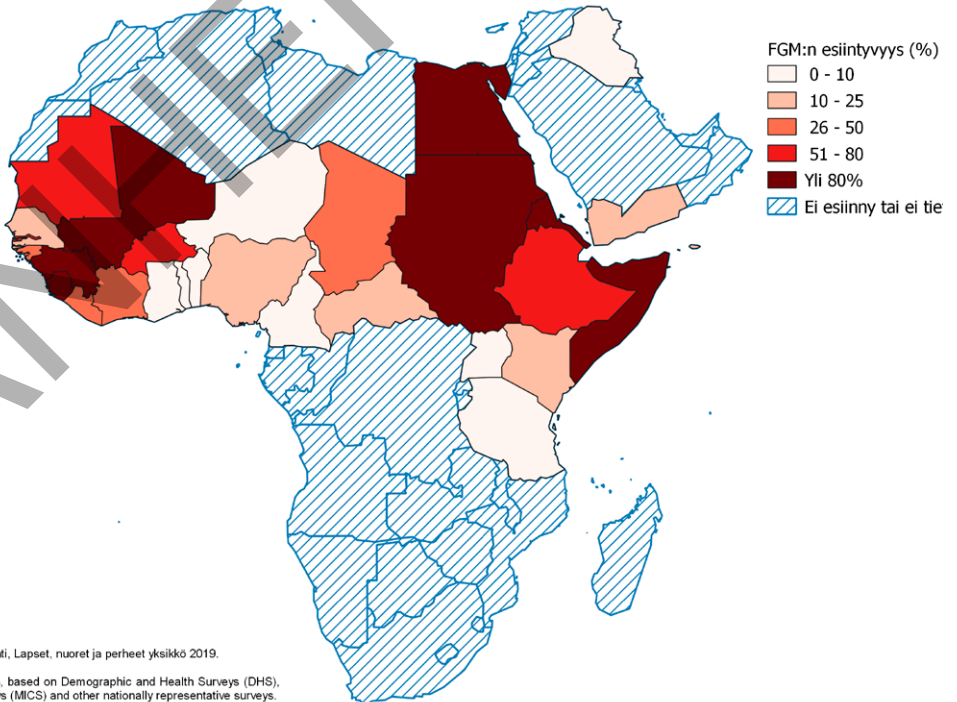 FGM:n esiintyvyys (%)
0 - 10
10 - 25
26 - 50
51 - 80
Yli 80%
Ei esiinny tai ei tie
ti, Lapset, nuoret ja perheet yksikkö 2019.
, based on Demographic and Health Surveys (DHS),
ys (MICS) and other nationally representative surveys.